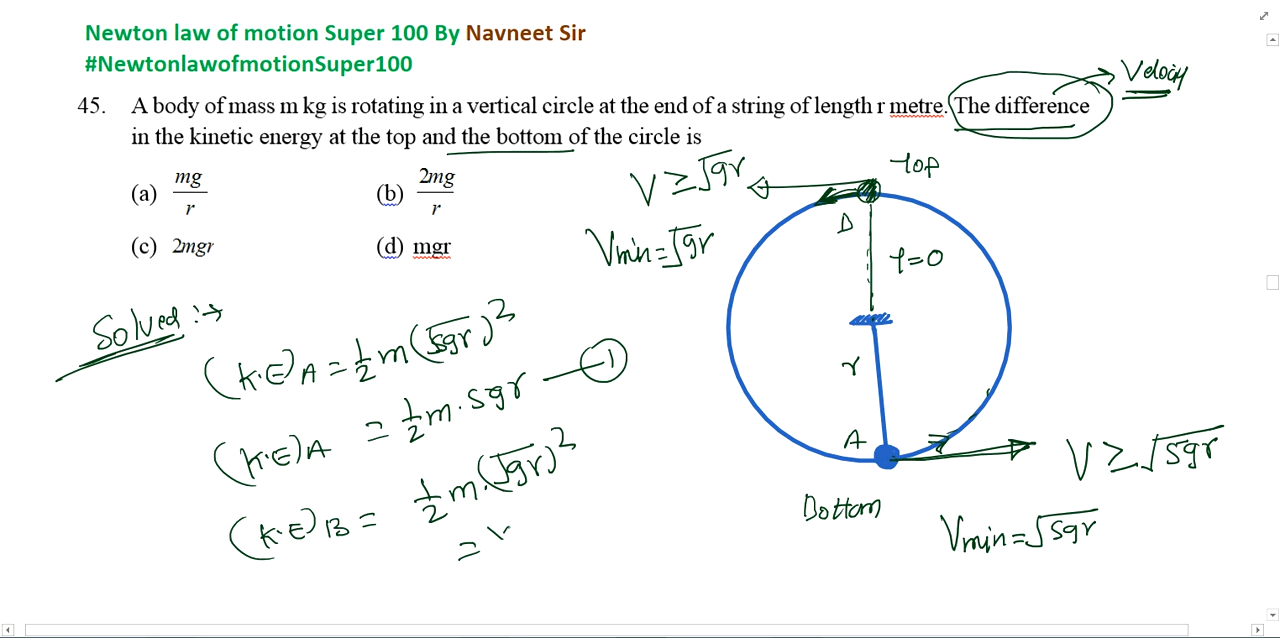 Newton law of motion Super 100 By Navneet Sir
#NewtonlawofmotionSuper100
Velocity
45. A body of mass m kg is rotating in a vertical circle at the end of a string of length r metre. The difference
in the kinetic energy at the top and the bottom of the circle is
(a) mg/r (b) 2mg/r
(c) 2mgr (d) mgr
Top
V ≥ √gr
Vmin = √gr
B
T=0
r
A
V ≥ √5gr
Bottom
Vmin = √5gr
Solved :→
(K.E)A = 1/2 m(√5gr)²
(K.E)A = 1/2 m . 5gr — 1
(K.E)B = 1/2 m.(√gr)²
=